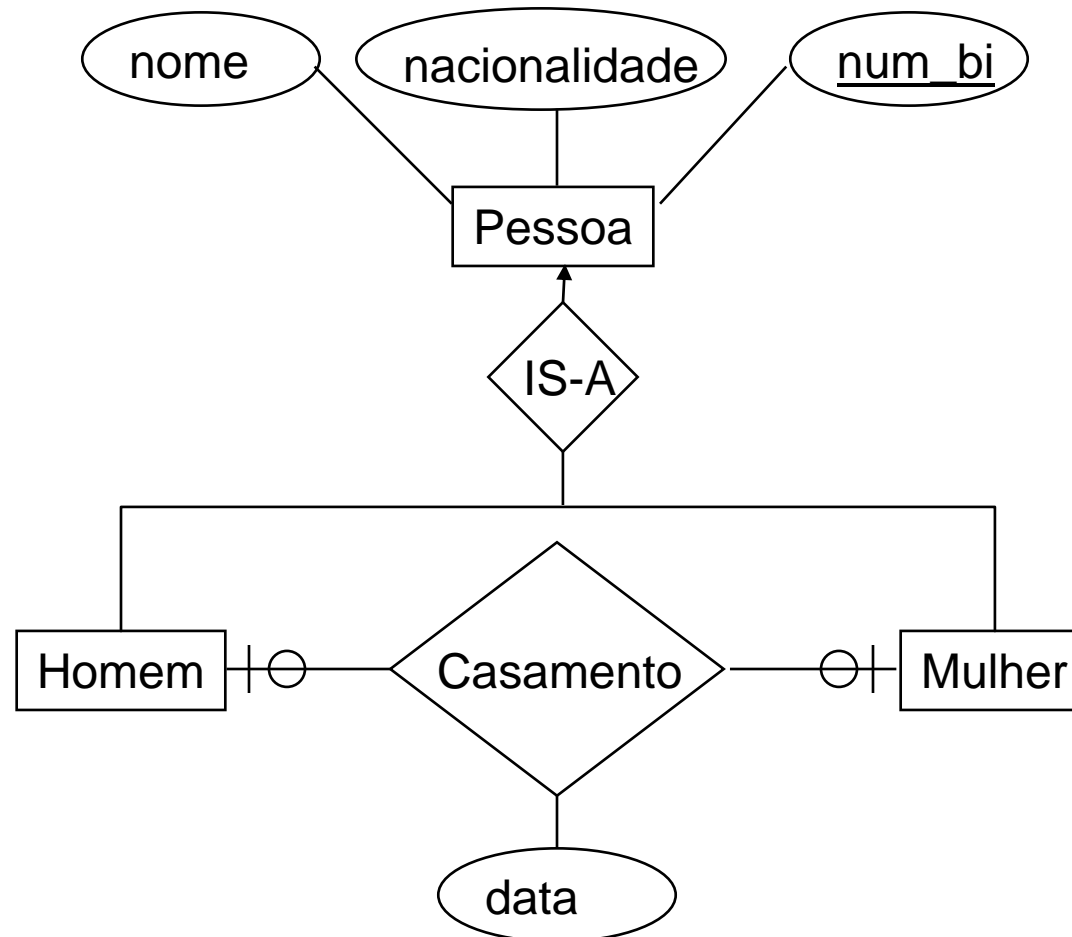 nome
nacionalidade
num_bi
Pessoa
IS-A
Homem
Casamento
Mulher
data